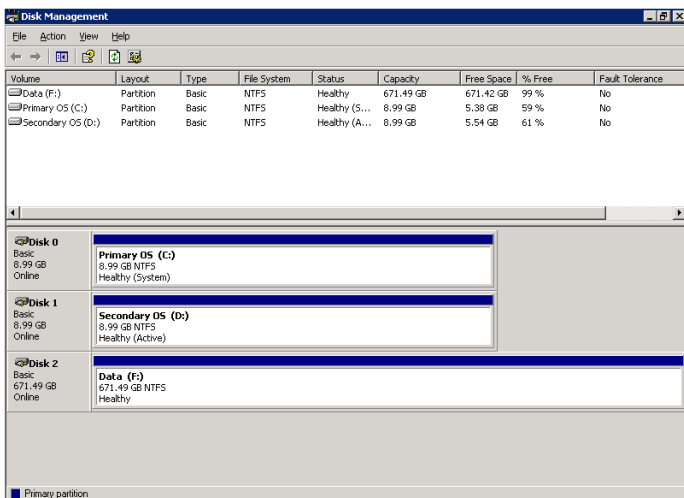 Disk Management
File Action View Help
Volume Layout Type File System Status Capacity Free Space % Free Fault Tolerance
Data (F:) Partition Basic NTFS Healthy 671.49 GB 671.42 GB 99 % No
Primary OS (C:) Partition Basic NTFS Healthy (S... 8.99 GB 5.38 GB 59 % No
Secondary OS (D:) Partition Basic NTFS Healthy (A... 8.99 GB 5.54 GB 61 % No
Disk 0
Basic
8.99 GB
Online
Primary OS (C:)
8.99 GB NTFS
Healthy (System)
Disk 1
Basic
8.99 GB
Online
Secondary OS (D:)
8.99 GB NTFS
Healthy (Active)
Disk 2
Basic
671.49 GB
Online
Data (F:)
671.49 GB NTFS
Healthy
Primary partition